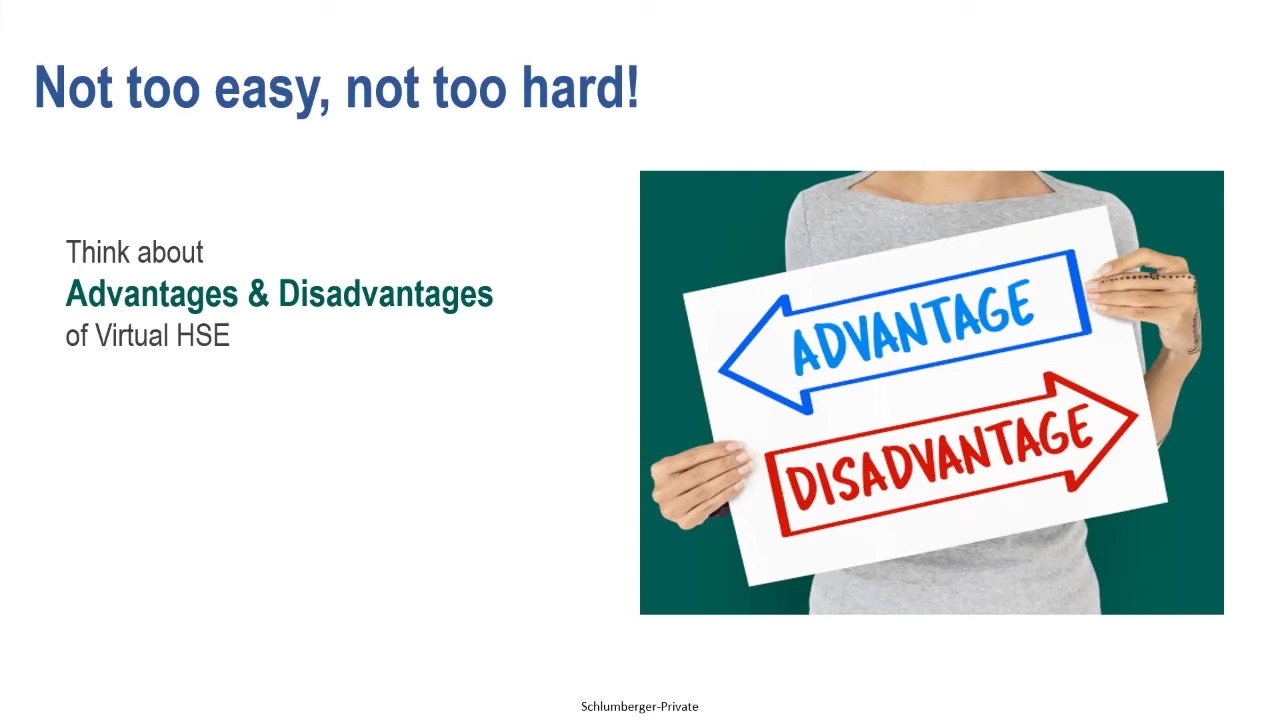 Not too easy, not too hard!
Think about
Advantages & Disadvantages
of Virtual HSE
ADVANTAGE
DISADVANTAGE
Schlumberger-Private